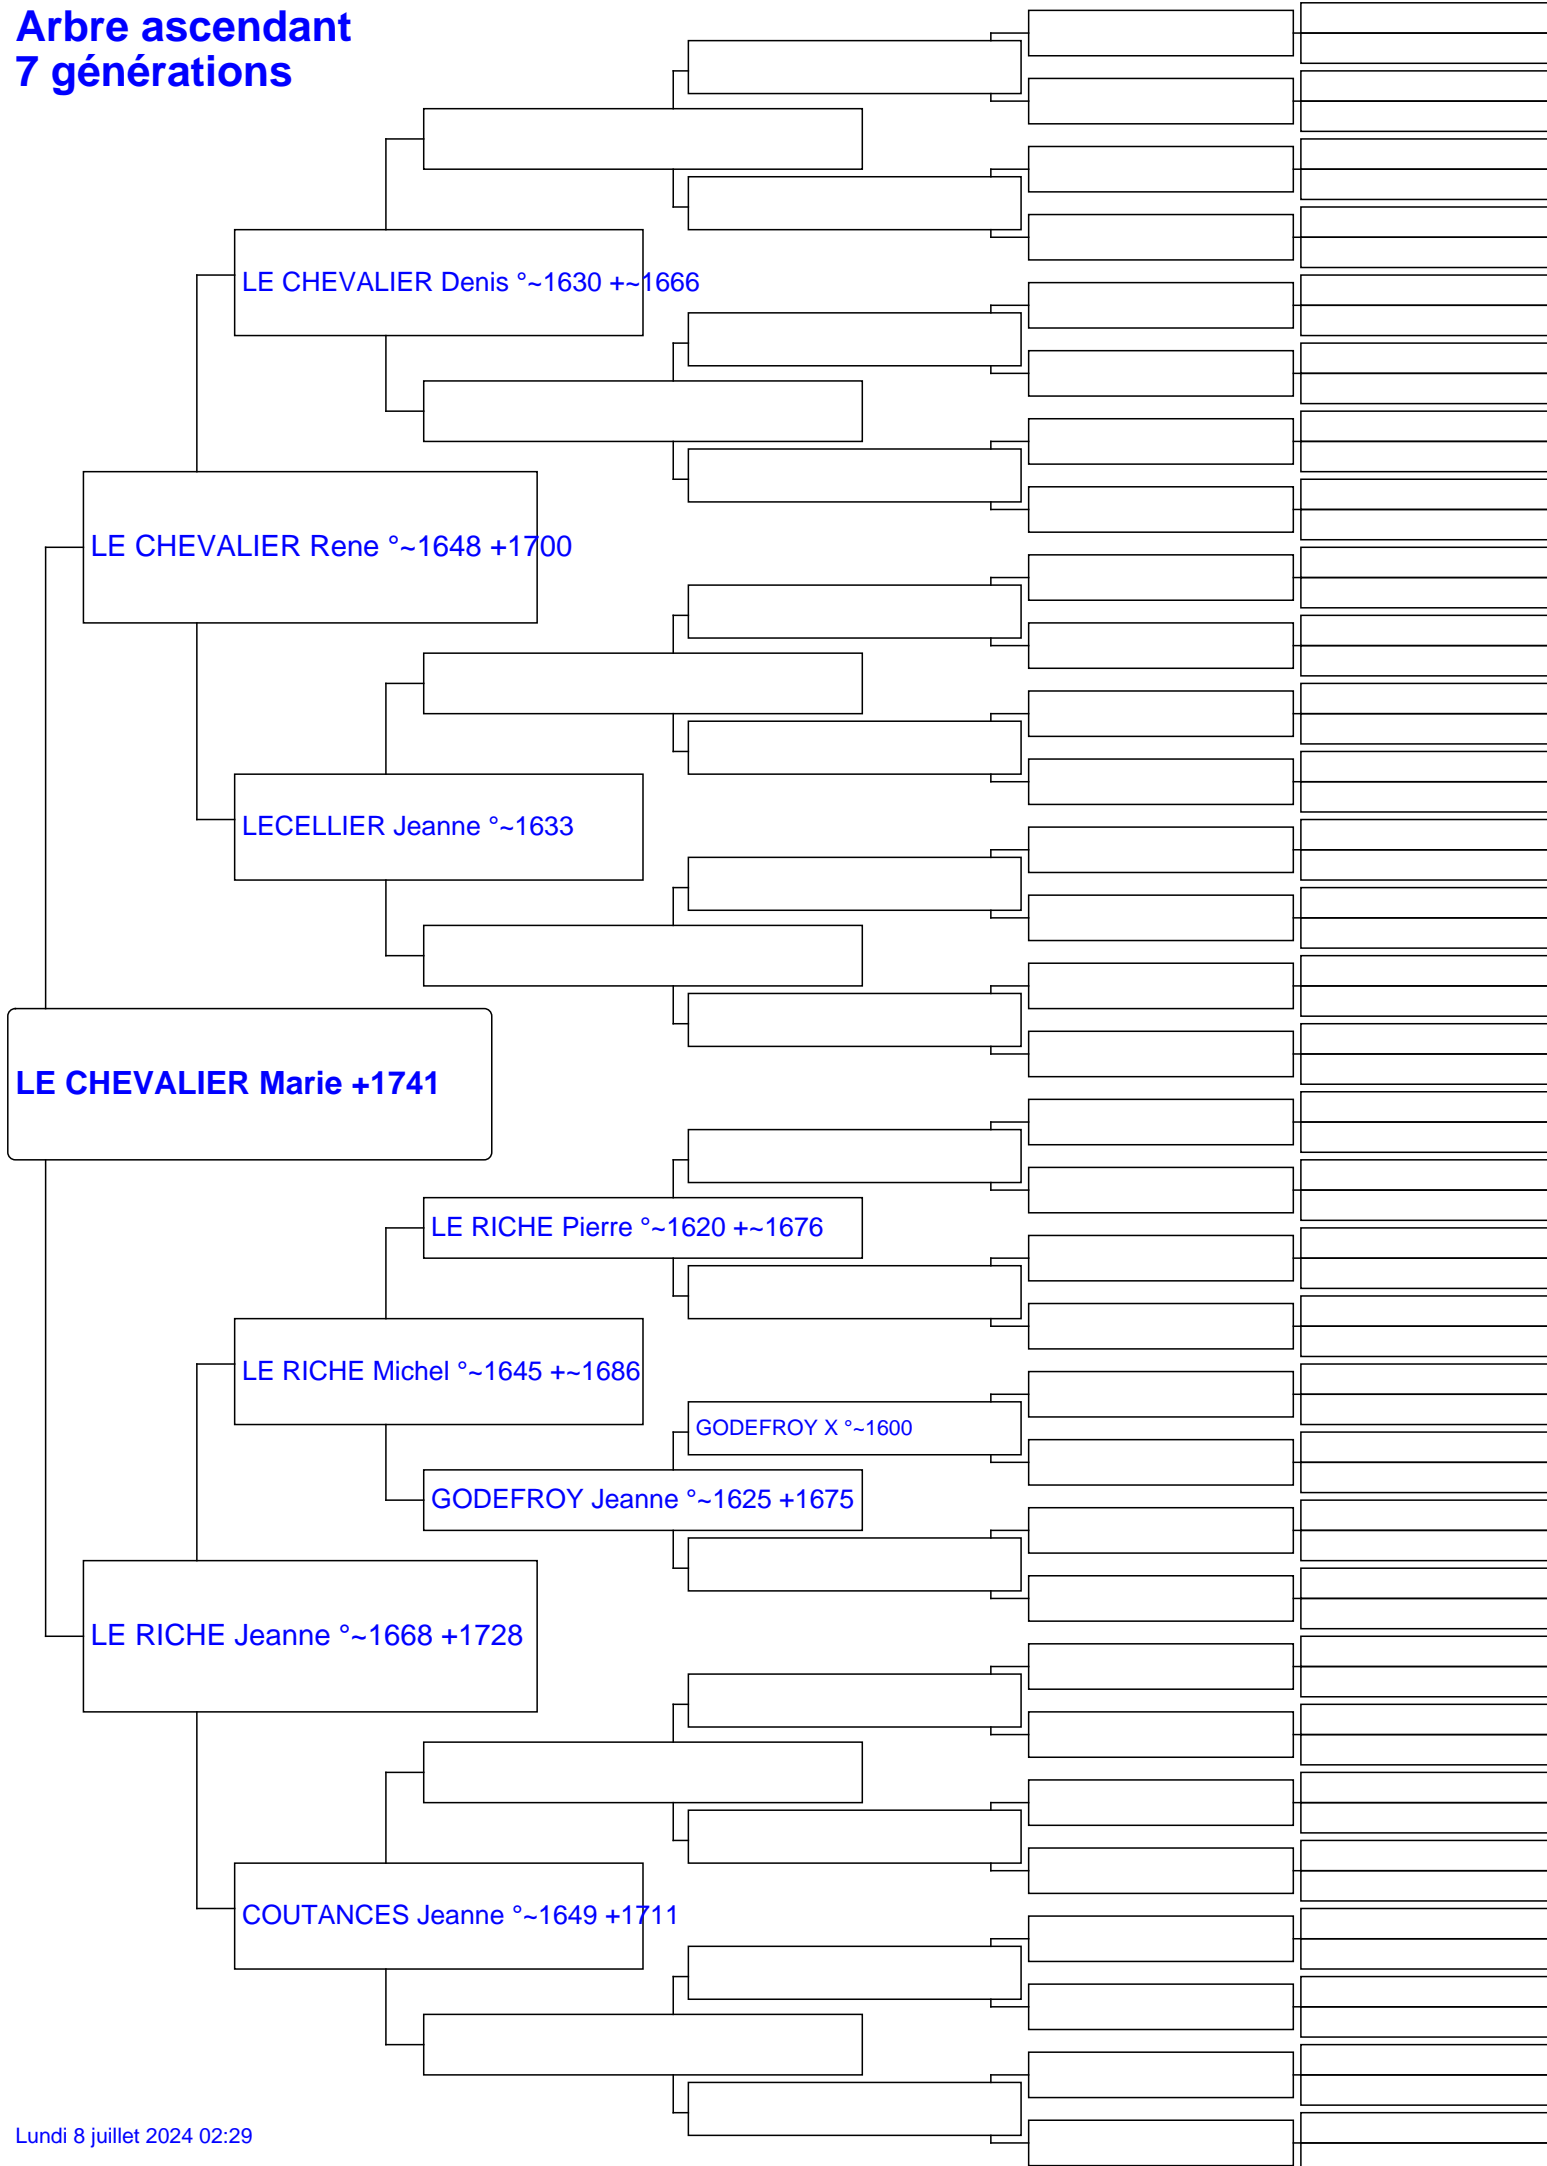 Arbre ascendant
7 générations
LE CHEVALIER Denis °~1630 +~1666
LE CHEVALIER Rene °~1648 +1700
LECELLIER Jeanne °~1633
LE CHEVALIER Marie +1741
LE RICHE Pierre °~1620 +~1676
LE RICHE Michel °~1645 +~1686
GODEFROY X °~1600
GODEFROY Jeanne °~1625 +1675
LE RICHE Jeanne °~1668 +1728
COUTANCES Jeanne °~1649 +1711
Lundi 8 juillet 2024 02:29